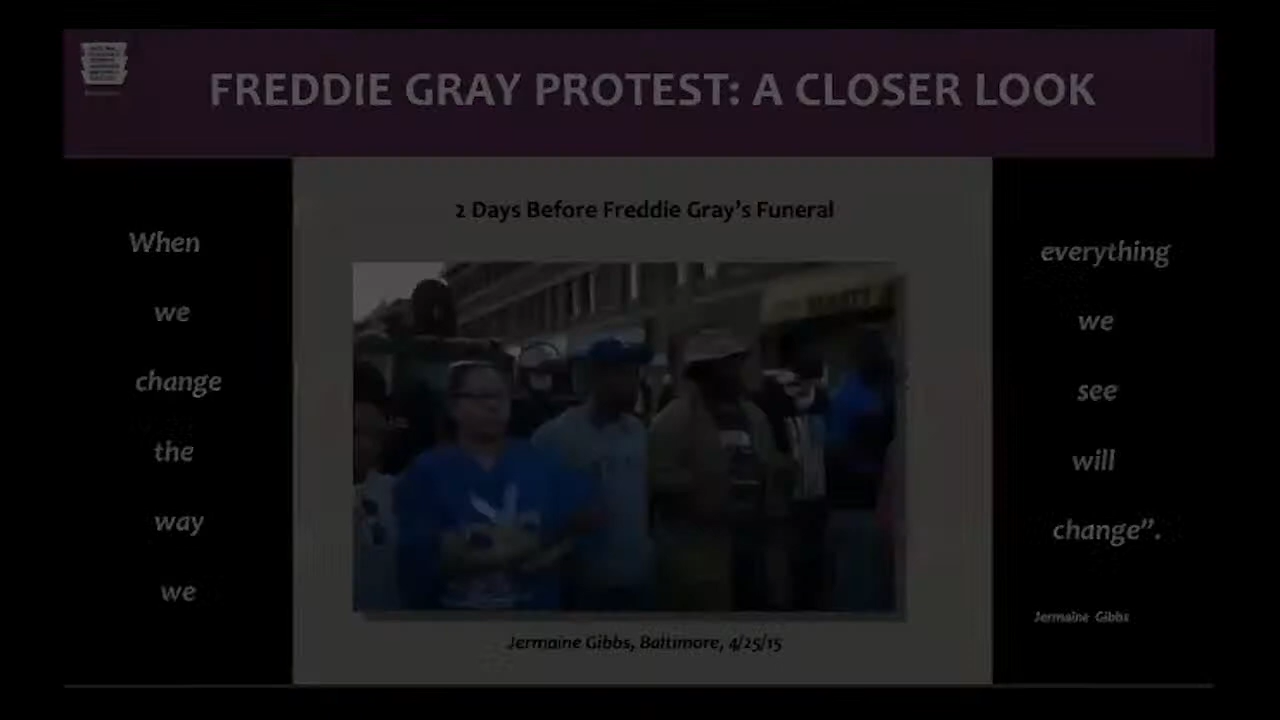 FREDDIE GRAY PROTEST: A CLOSER LOOK
2 Days Before Freddie Gray's Funeral
When
we
change
the
way
we
everything
we
see
will
change”.
Jermaine Gibbs
Jermaine Gibbs, Baltimore, 4/25/15